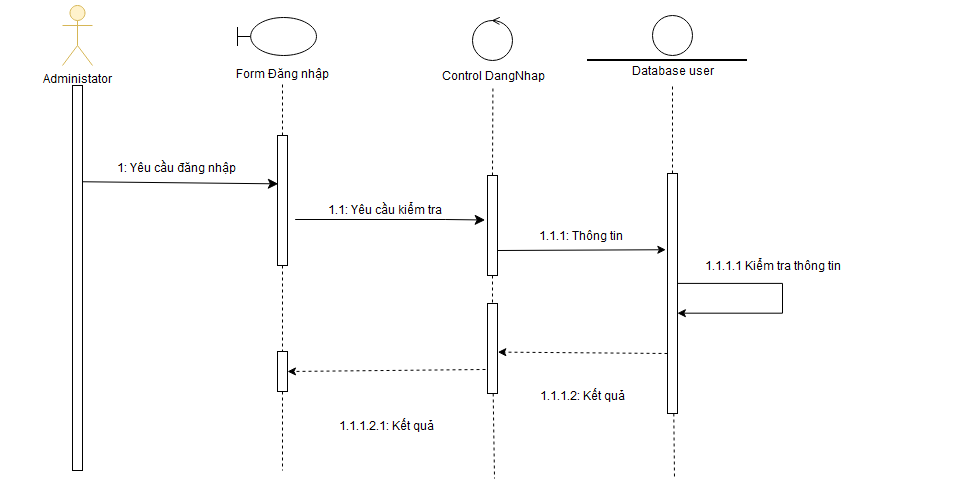 Administator
Form Đăng nhập
Control DangNhap
Database user
1: Yêu cầu đăng nhập
1.1: Yêu cầu kiểm tra
1.1.1: Thông tin
1.1.1.1 Kiểm tra thông tin
1.1.1.2: Kết quả
1.1.1.2.1: Kết quả